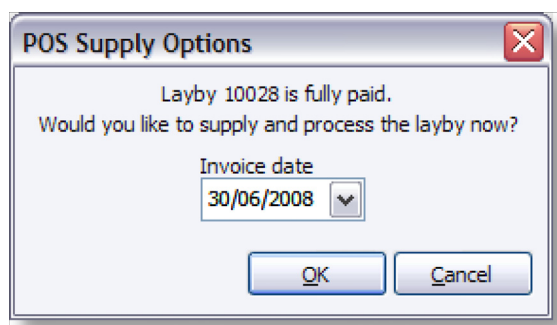 POS Supply Options
Layby 10028 is fully paid.
Would you like to supply and process the layby now?
Invoice date
30/06/2008
OK Cancel